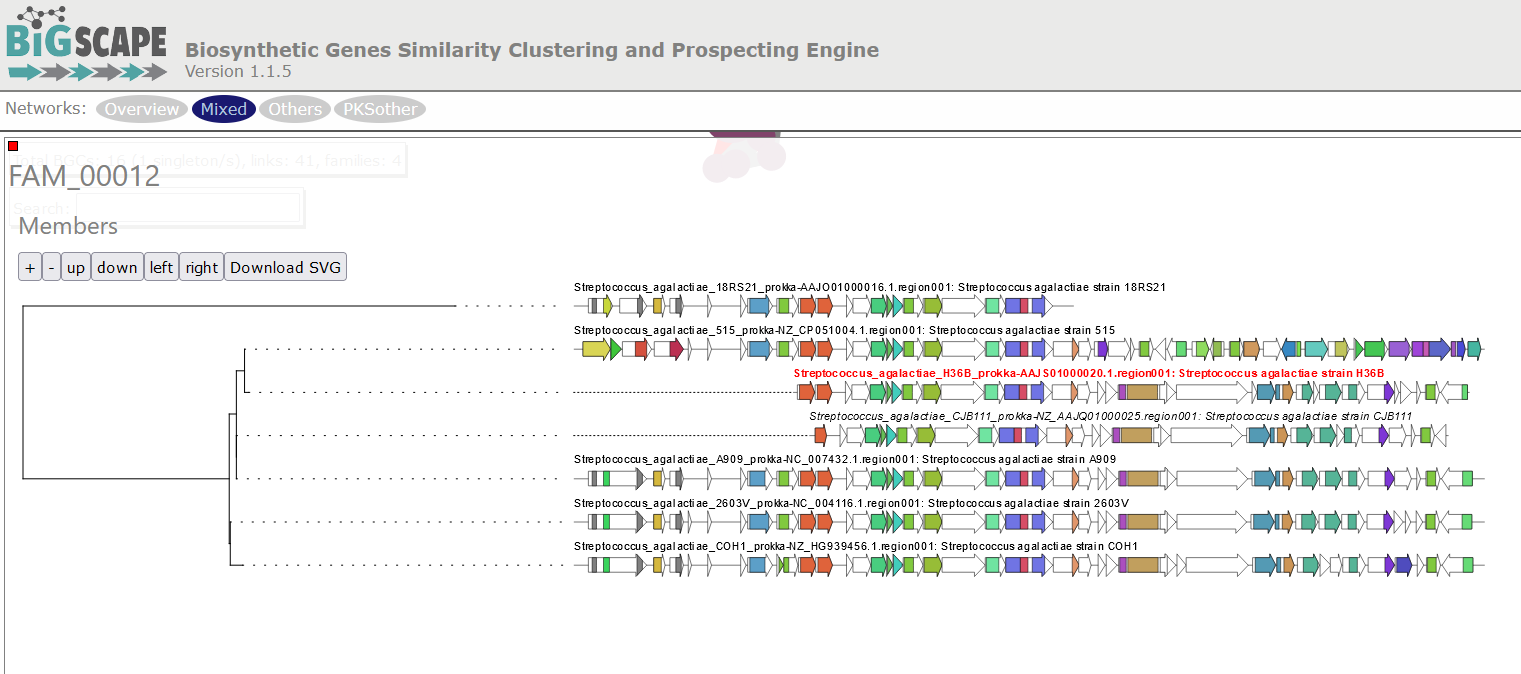 BiGSCAPE
Biosynthetic Genes Similarity Clustering and Prospecting Engine
Version 1.1.5
Networks: Overview Mixed Others PKSother
Total BGCs: 16 (1 singleton/s), links: 41, families: 4
FAM_00012
Search:
Members
+ - up down left right Download SVG
Streptococcus_agalactiae_18RS21_prokka-AAJO01000016.1.region001: Streptococcus agalactiae strain 18RS21
Streptococcus_agalactiae_515_prokka-NZ_CP051004.1.region001: Streptococcus agalactiae strain 515
Streptococcus_agalactiae_H36B_prokka-AAJS01000020.1.region001: Streptococcus agalactiae strain H36B
Streptococcus_agalactiae_CJB111_prokka-NZ_AAJQ01000025.region001: Streptococcus agalactiae strain CJB111
Streptococcus_agalactiae_A909_prokka-NC_007432.1.region001: Streptococcus agalactiae strain A909
Streptococcus_agalactiae_2603V_prokka-NC_004116.1.region001: Streptococcus agalactiae strain 2603V
Streptococcus_agalactiae_COH1_prokka-NZ_HG939456.1.region001: Streptococcus agalactiae strain COH1